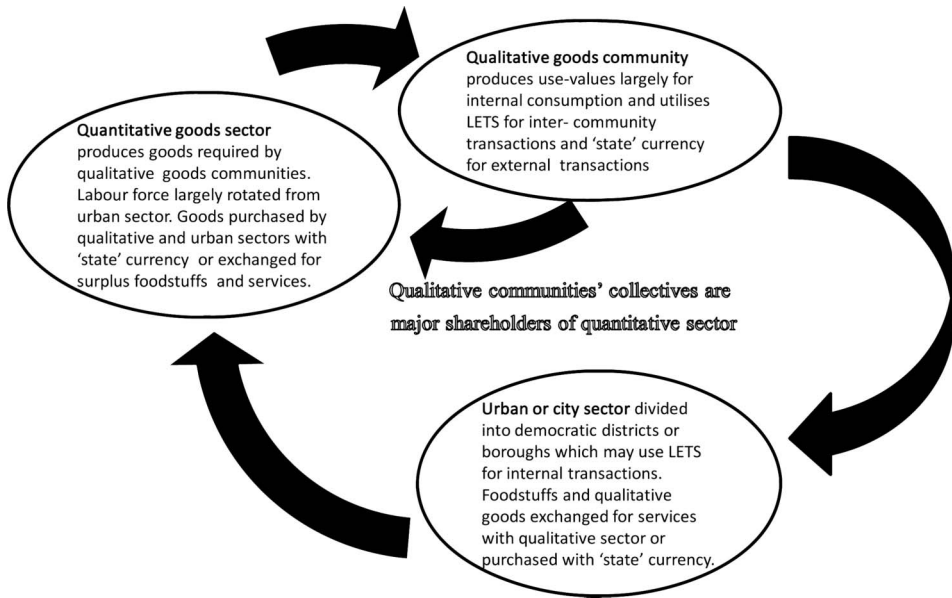 Qualitative goods community
produces use-values largely for
internal consumption and utilises
LETS for inter- community
transactions and ‘state’ currency
for external transactions
Quantitative goods sector
produces goods required by
qualitative goods communities.
Labour force largely rotated from
urban sector. Goods purchased by
qualitative and urban sectors with
‘state’ currency or exchanged for
surplus foodstuffs and services.
Qualitative communities’ collectives are
major shareholders of quantitative sector
Urban or city sector divided
into democratic districts or
boroughs which may use LETS
for internal transactions.
Foodstuffs and qualitative
goods exchanged for services
with qualitative sector or
purchased with ‘state’ currency.